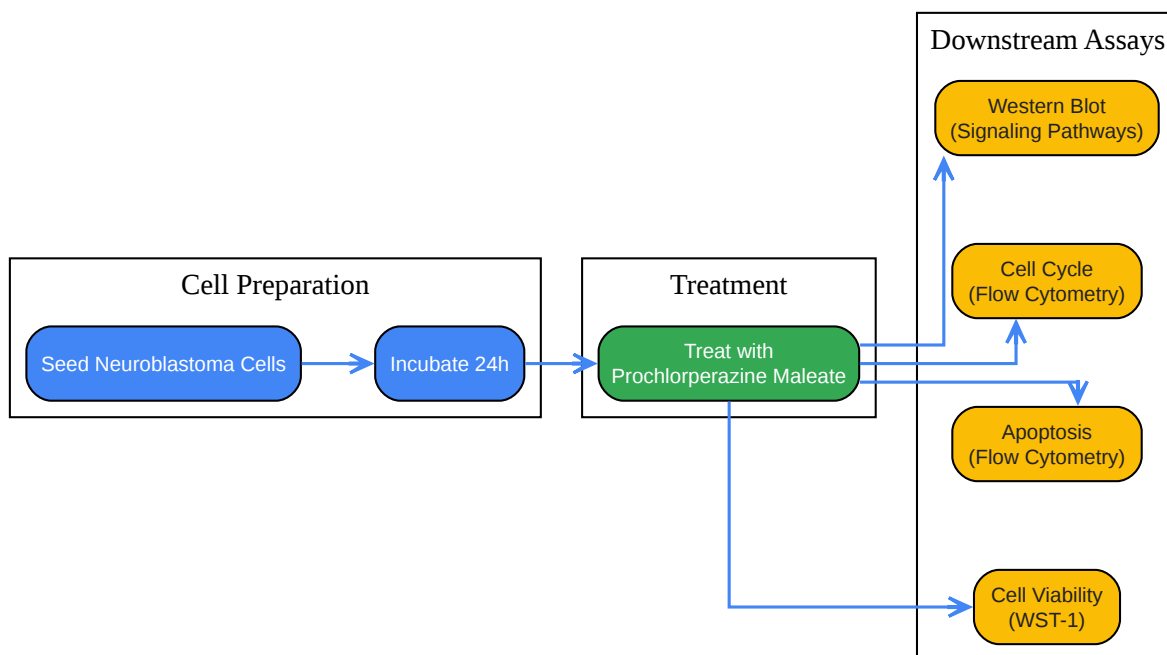 Cell Preparation
Seed Neuroblastoma Cells
Incubate 24h
Treatment
Treat with
Prochlorperazine Maleate
Downstream Assays
Western Blot
(Signaling Pathways)
Cell Cycle
(Flow Cytometry)
Apoptosis
(Flow Cytometry)
Cell Viability
(WST-1)